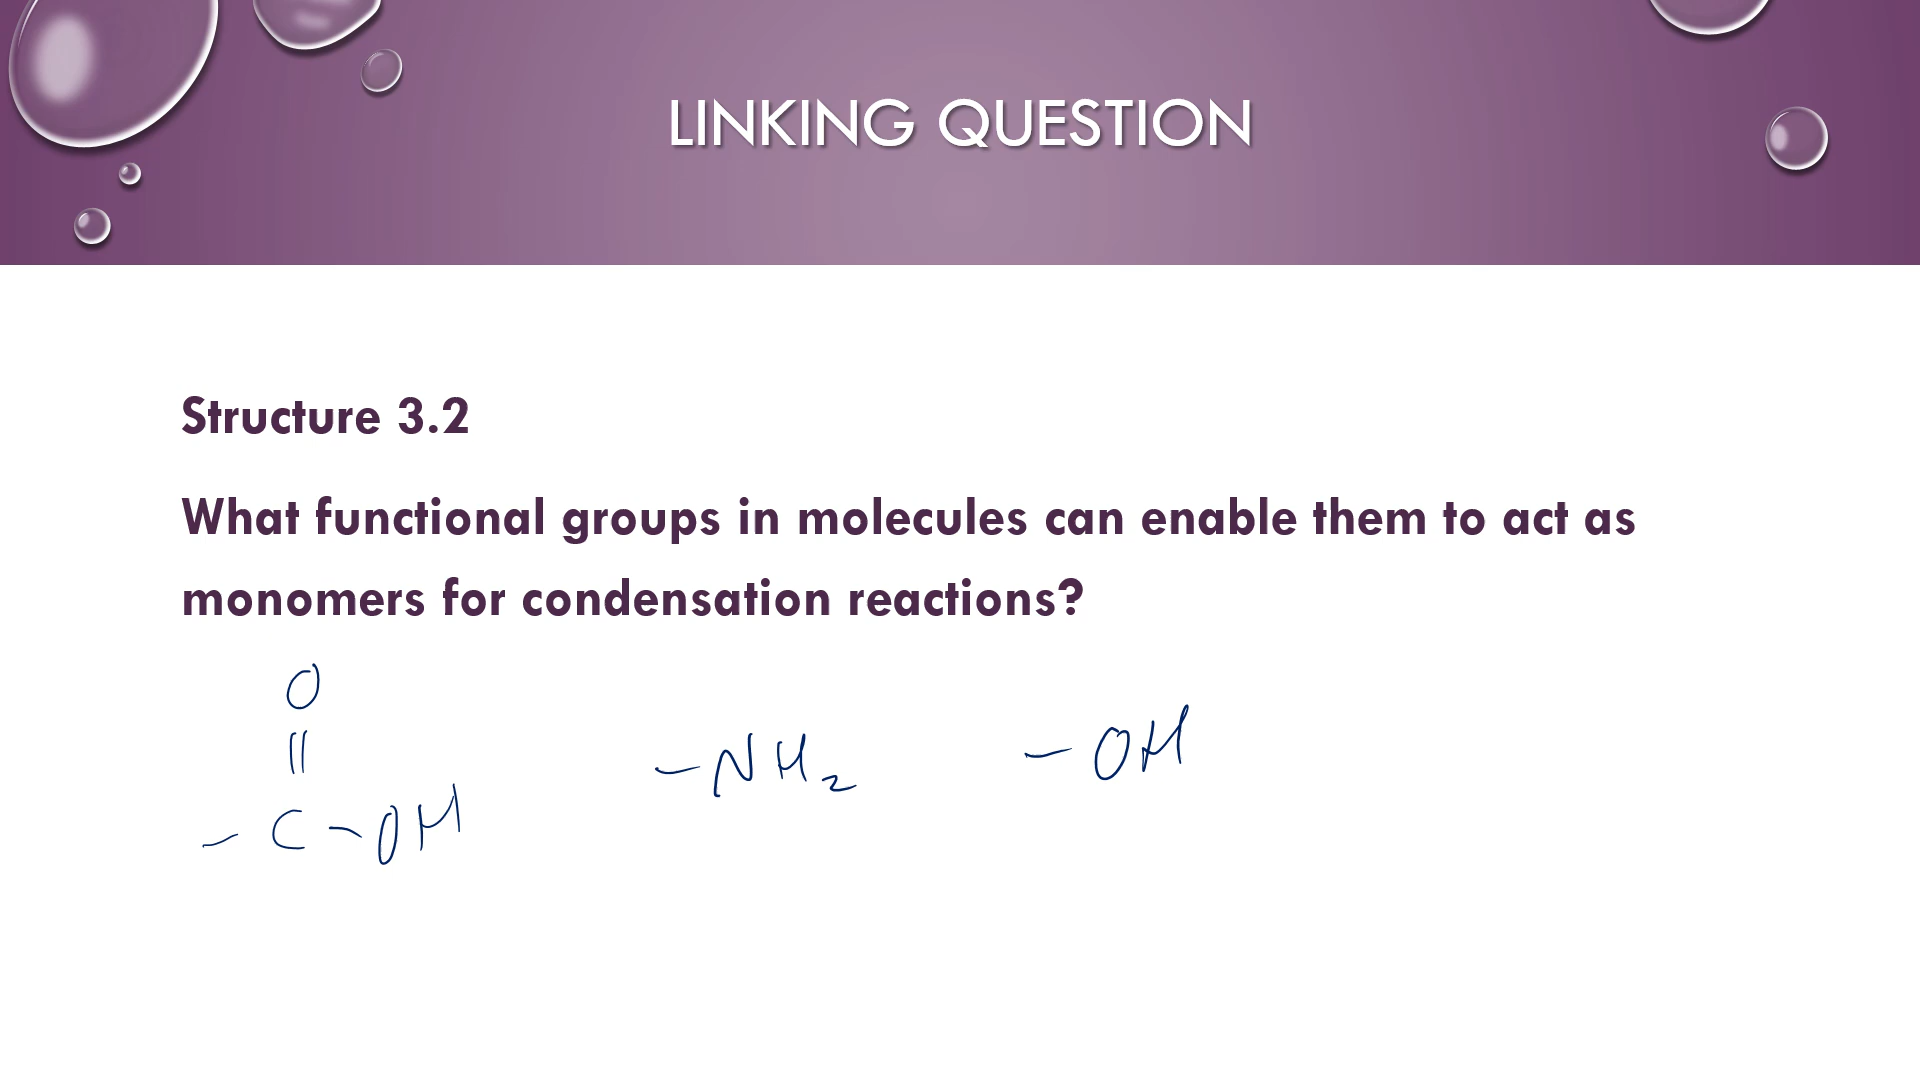 LINKING QUESTION
Structure 3.2
What functional groups in molecules can enable them to act as
monomers for condensation reactions?
O
||
- C - OH
- NH₂
- OH